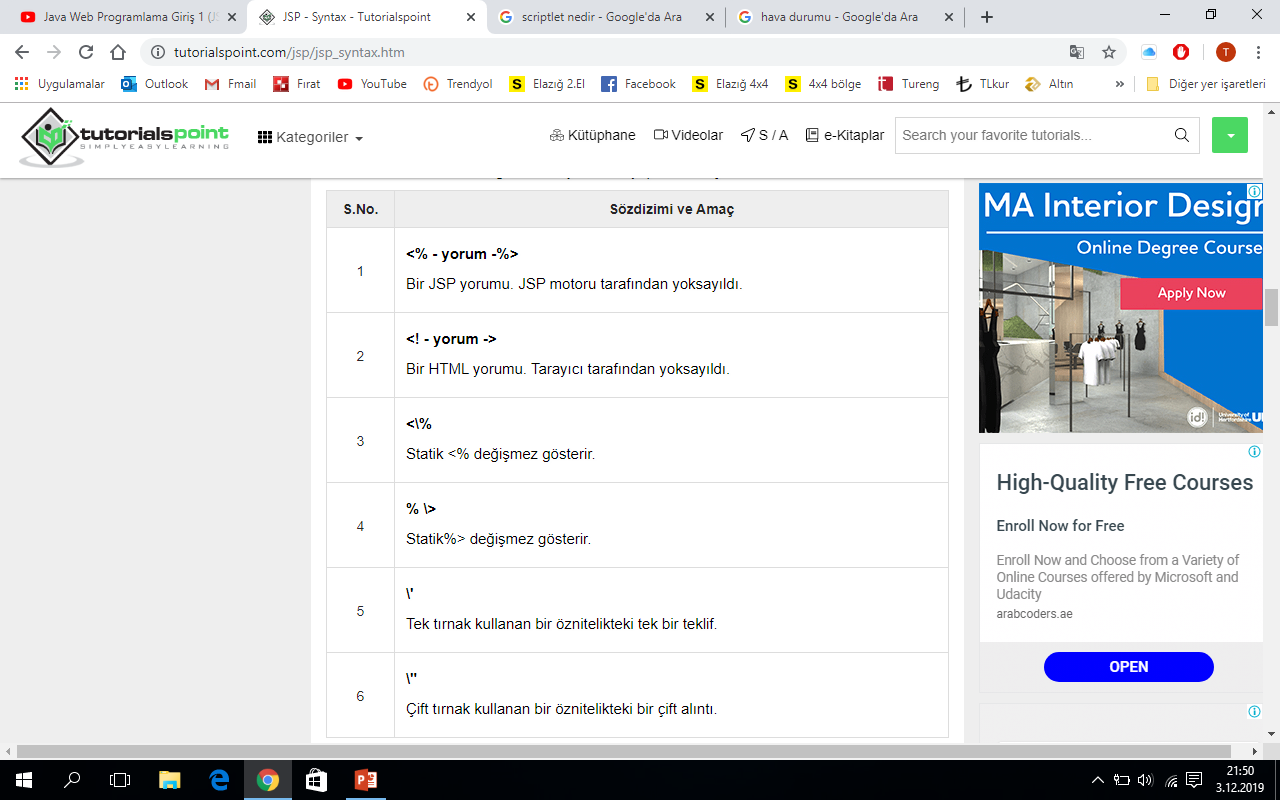 Java Web Programlama Giriş 1 (J
JSP - Syntax - Tutorialspoint
scriptlet nedir - Google'da Ara
hava durumu - Google'da Ara
tutorialspoint.com/jsp/jsp_syntax.htm
T
Uygulamalar
Outlook
Fmail
Fırat
YouTube
Trendyol
Elazığ 2.El
Facebook
Elazığ 4x4
4x4 bölge
Tureng
TLkur
Altın
»
Diğer yer işaretleri
tutorialspoint
SIMPLYEASYLEARNING
Kategoriler
Kütüphane
Videolar
S / A
e-Kitaplar
Search your favorite tutorials...
S.No.
Sözdizimi ve Amaç
1
<% - yorum -%>
Bir JSP yorumu. JSP motoru tarafından yoksayıldı.
2
<! - yorum ->
Bir HTML yorumu. Tarayıcı tarafından yoksayıldı.
3
<\%
Statik <% değişmez gösterir.
4
% \>
Statik%> değişmez gösterir.
5
\'
Tek tırnak kullanan bir öznitelikteki tek bir teklif.
6
\"
Çift tırnak kullanan bir öznitelikteki bir çift alıntı.
MA Interior Design
Online Degree Course
Apply Now
id!
University of
Hertfordshire
High-Quality Free Courses
Enroll Now for Free
Enroll Now and Choose from a Variety of
Online Courses offered by Microsoft and
Udacity
arabcoders.ae
OPEN
21:50
3.12.2019